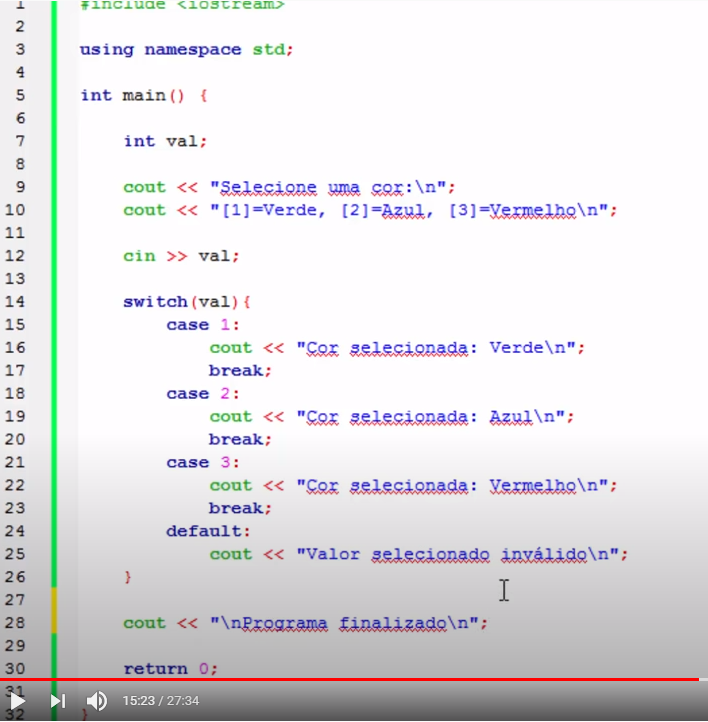 1 #include <iostream>
2
3 using namespace std;
4
5 int main() {
6
7 int val;
8
9 cout << "Selecione uma cor:\n";
10 cout << "[1]=Verde, [2]=Azul, [3]=Vermelho\n";
11
12 cin >> val;
13
14 switch(val){
15 case 1:
16 cout << "Cor selecionada: Verde\n";
17 break;
18 case 2:
19 cout << "Cor selecionada: Azul\n";
20 break;
21 case 3:
22 cout << "Cor selecionada: Vermelho\n";
23 break;
24 default:
25 cout << "Valor selecionado inválido\n";
26 }
27
28 cout << "\nPrograma finalizado\n";
29
30 return 0;
31
15:23 / 27:34
32 }